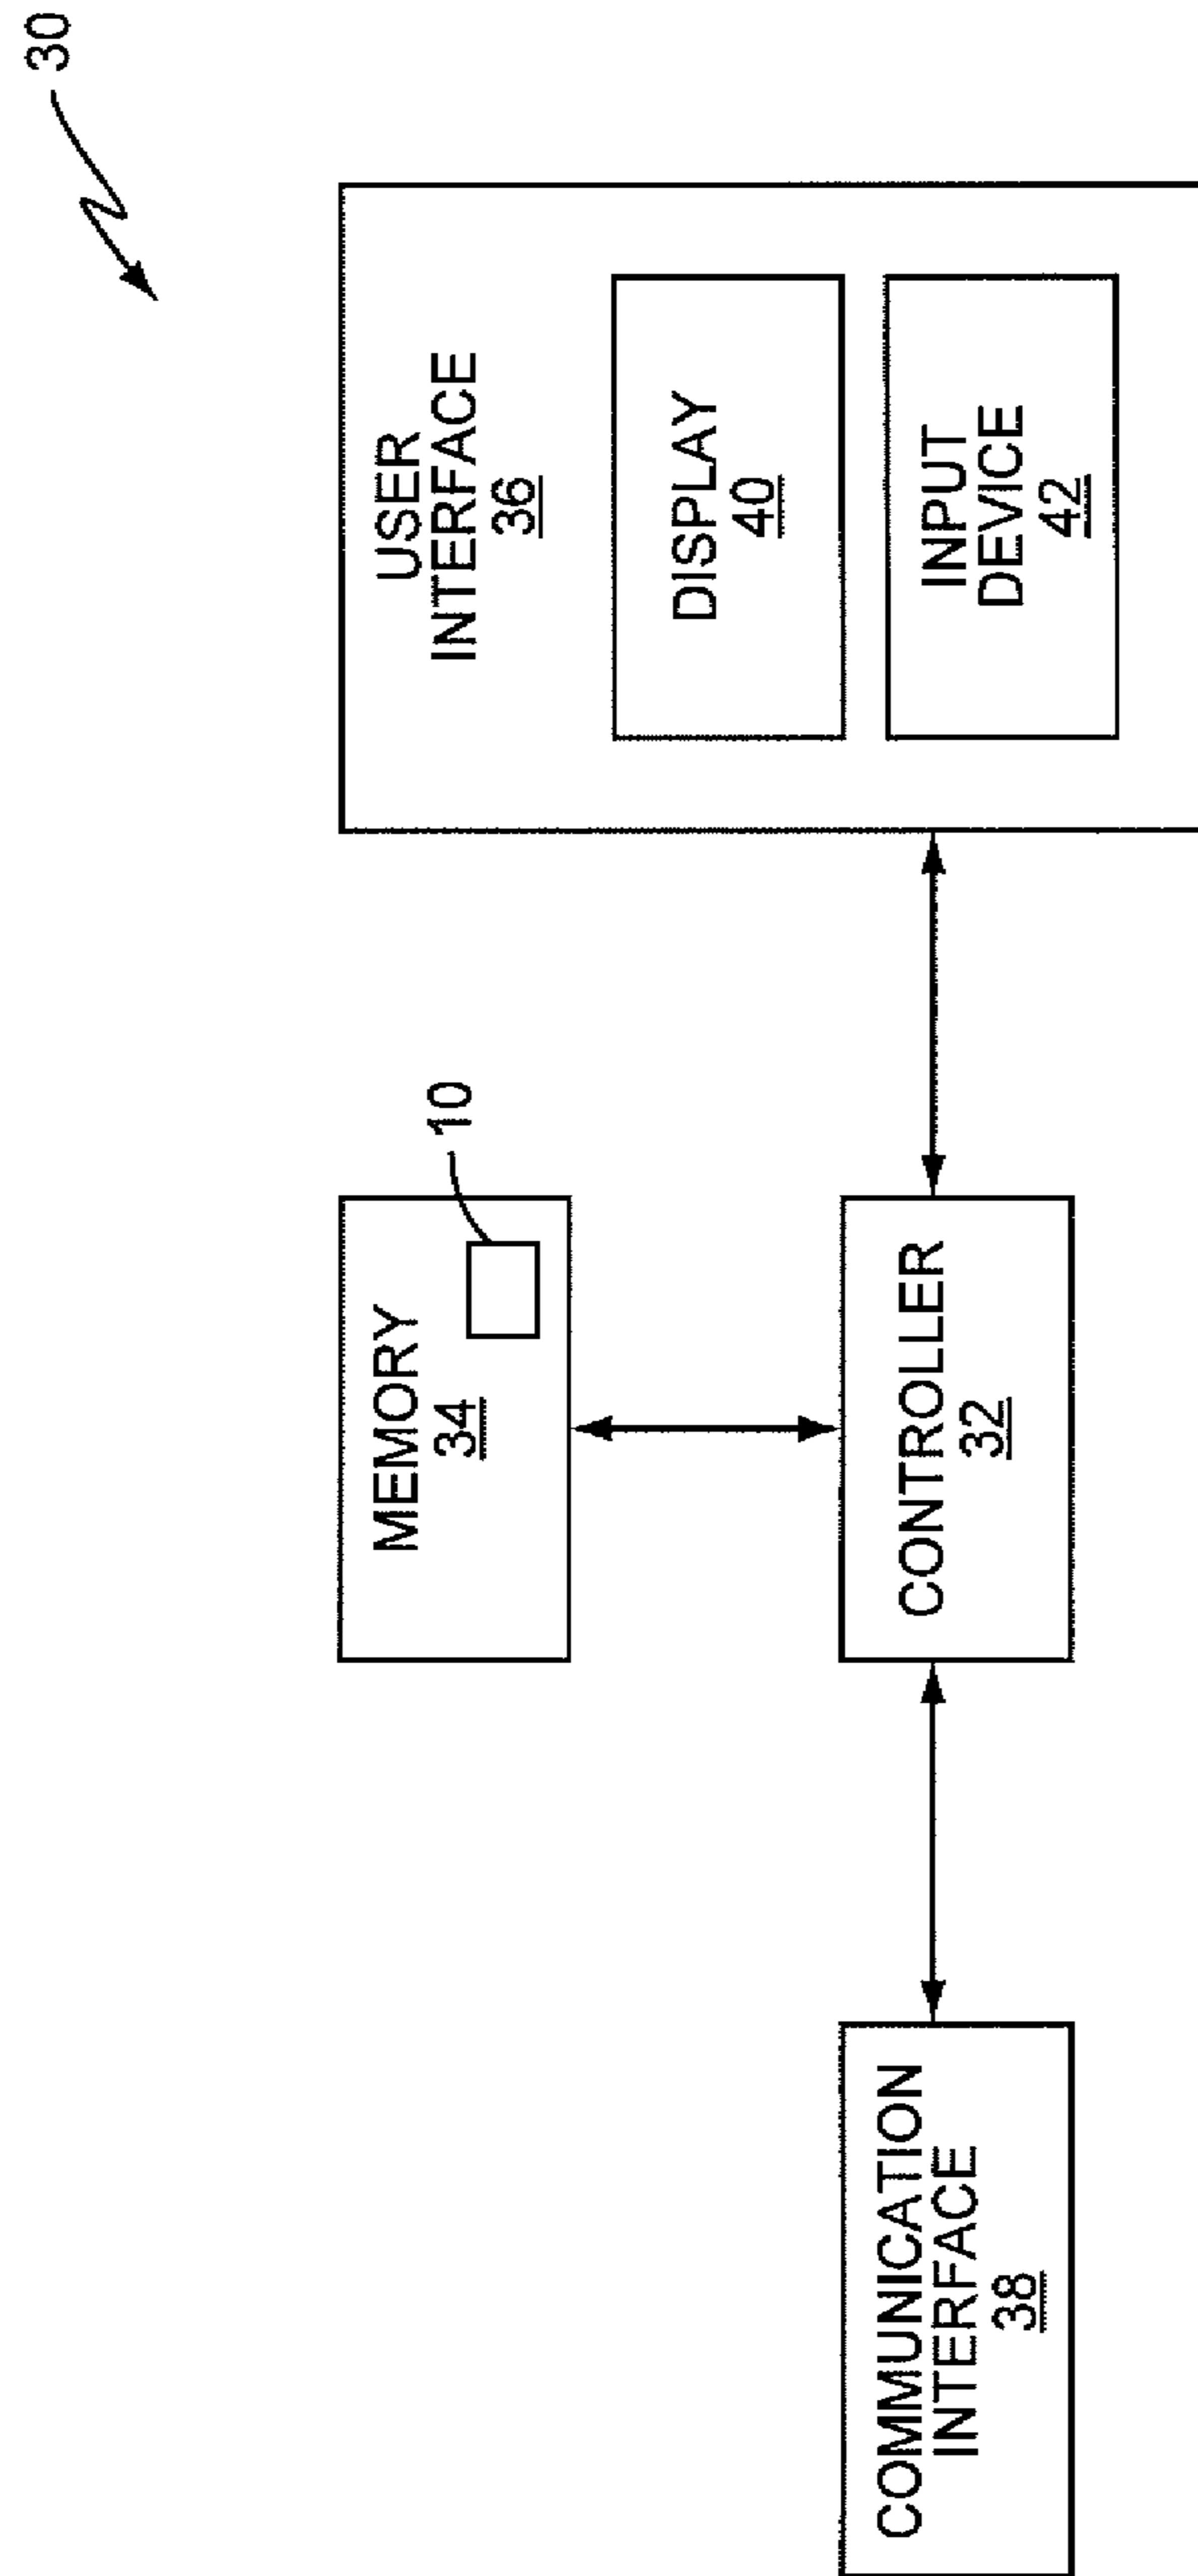 30
USER
INTERFACE
36
DISPLAY
40
INPUT
DEVICE
42
10
MEMORY
34
CONTROLLER
32
COMMUNICATION
INTERFACE
38